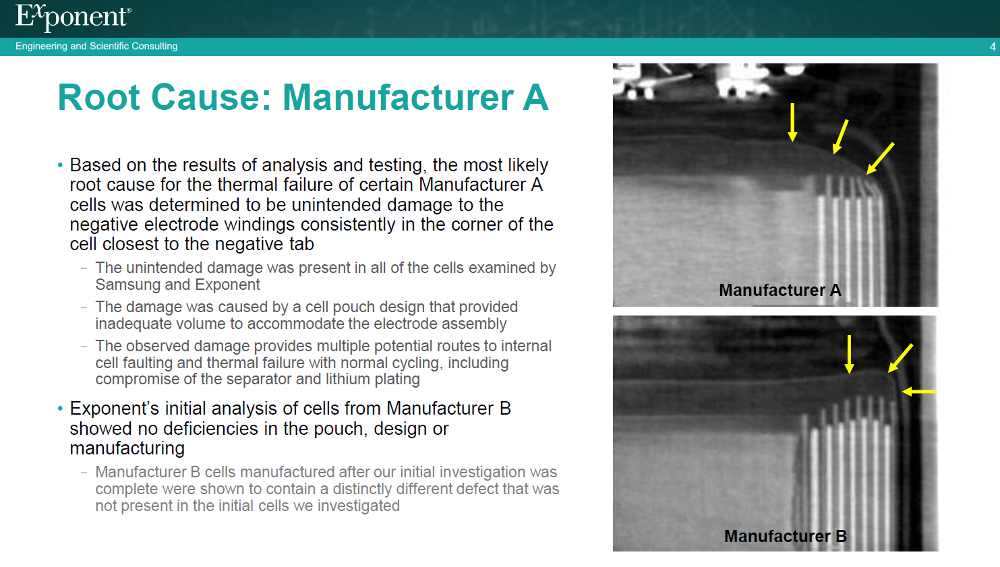 Exponent®
Engineering and Scientific Consulting
4
Root Cause: Manufacturer A
• Based on the results of analysis and testing, the most likely
root cause for the thermal failure of certain Manufacturer A
cells was determined to be unintended damage to the
negative electrode windings consistently in the corner of the
cell closest to the negative tab
– The unintended damage was present in all of the cells examined by
Samsung and Exponent
– The damage was caused by a cell pouch design that provided
inadequate volume to accommodate the electrode assembly
– The observed damage provides multiple potential routes to internal
cell faulting and thermal failure with normal cycling, including
compromise of the separator and lithium plating
• Exponent’s initial analysis of cells from Manufacturer B
showed no deficiencies in the pouch, design or
manufacturing
– Manufacturer B cells manufactured after our initial investigation was
complete were shown to contain a distinctly different defect that was
not present in the initial cells we investigated
Manufacturer A
Manufacturer B